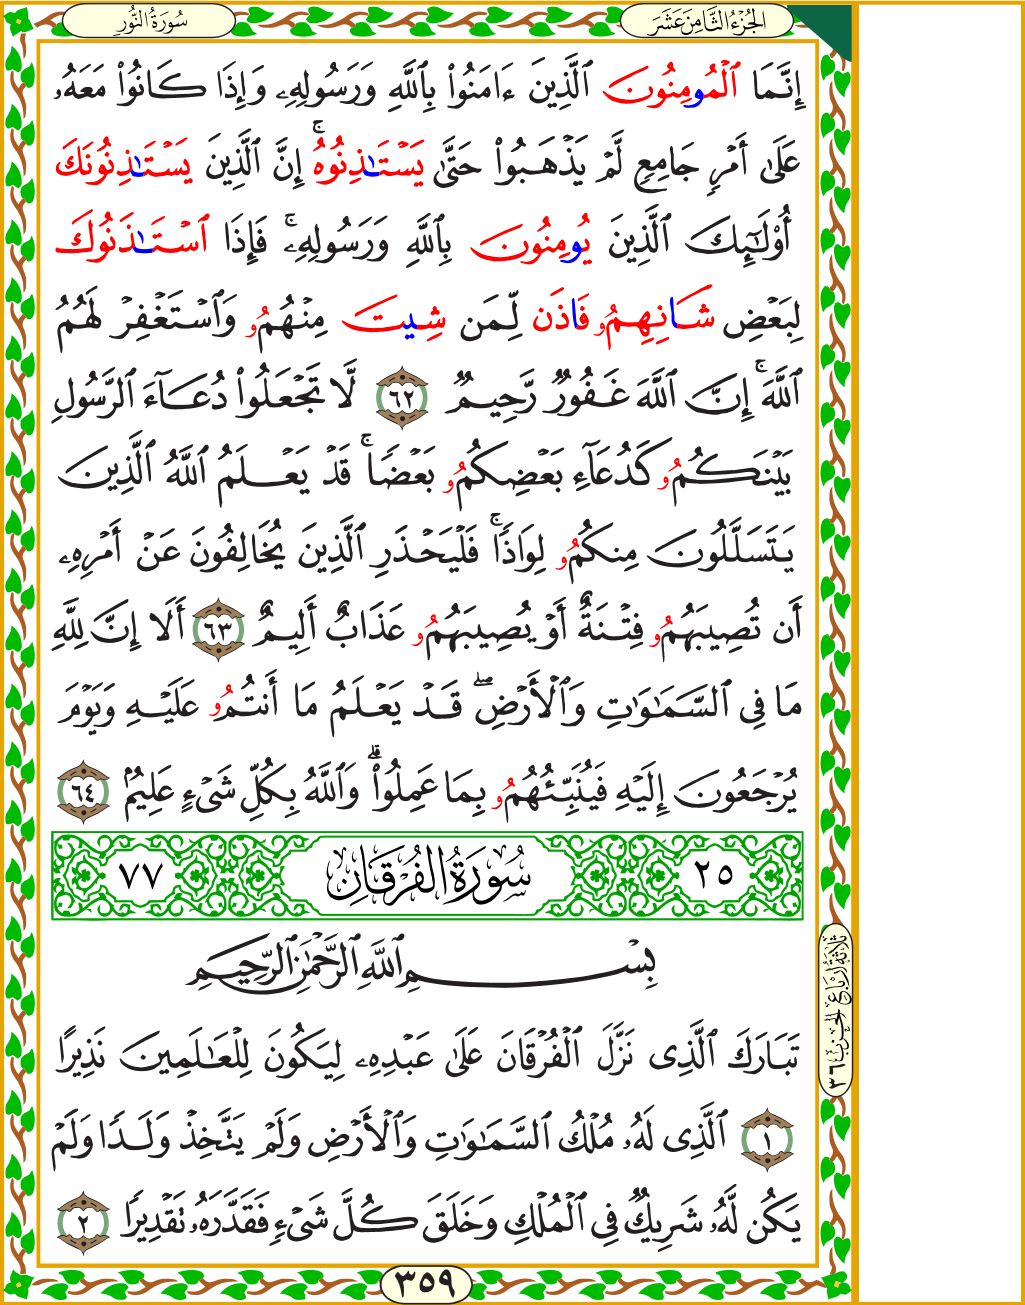 الجُزْءُ الثَّامِنَ عَشَرَ
سُورَةُ النُّورِ
إِنَّمَا ٱلْمُومِنُونَ ٱلَّذِينَ ءَامَنُوا۟ بِٱللَّهِ وَرَسُولِهِۦ وَإِذَا كَانُوا۟ مَعَهُۥ
عَلَىٰٓ أَمْرٍ جَامِعٍ لَّمْ يَذْهَبُوا۟ حَتَّىٰ يَسْتَـٰذِنُوهُ ۚ إِنَّ ٱلَّذِينَ يَسْتَـٰذِنُونَكَ
أُو۟لَـٰٓئِكَ ٱلَّذِينَ يُومِنُونَ بِٱللَّهِ وَرَسُولِهِۦ ۚ فَإِذَا ٱسْتَـٰذَنُوكَ
لِبَعْضِ شَانِهِمُۥ فَاذَن لِّمَن شِيتَ مِنْهُمُۥ وَٱسْتَغْفِرْ لَهُمُ
ٱللَّهَ ۚ إِنَّ ٱللَّهَ غَفُورٌ رَّحِيمٌ ٦٢ لَّا تَجْعَلُوا۟ دُعَآءَ ٱلرَّسُولِ
بَيْنَكُمُۥ كَدُعَآءِ بَعْضِكُمُۥ بَعْضًا ۚ قَدْ يَعْلَمُ ٱللَّهُ ٱلَّذِينَ
يَتَسَلَّلُونَ مِنكُمُۥ لِوَاذًا ۚ فَلْيَحْذَرِ ٱلَّذِينَ يُخَالِفُونَ عَنْ أَمْرِهِۦٓ
أَن تُصِيبَهُمُۥ فِتْنَةٌ أَوْ يُصِيبَهُمُۥ عَذَابٌ أَلِيمٌ ٦٣ أَلَآ إِنَّ لِلَّهِ
مَا فِى ٱلسَّمَـٰوَٰتِ وَٱلْأَرْضِ ۖ قَدْ يَعْلَمُ مَآ أَنتُمُۥ عَلَيْهِ وَيَوْمَ
يُرْجَعُونَ إِلَيْهِ فَيُنَبِّئُهُمُۥ بِمَا عَمِلُوا۟ ۗ وَٱللَّهُ بِكُلِّ شَىْءٍ عَلِيمٌۢ ٦٤
٢٥ سُورَةُ الفُرْقَانِ ٧٧
بِسْمِ ٱللَّهِ ٱلرَّحْمَـٰنِ ٱلرَّحِيمِ
تَبَارَكَ ٱلَّذِى نَزَّلَ ٱلْفُرْقَانَ عَلَىٰ عَبْدِهِۦ لِيَكُونَ لِلْعَـٰلَمِينَ نَذِيرًا
١ ٱلَّذِى لَهُۥ مُلْكُ ٱلسَّمَـٰوَٰتِ وَٱلْأَرْضِ وَلَمْ يَتَّخِذْ وَلَدًا وَلَمْ
يَكُن لَّهُۥ شَرِيكٌ فِى ٱلْمُلْكِ وَخَلَقَ كُلَّ شَىْءٍ فَقَدَّرَهُۥ تَقْدِيرًا ٢
ثَلَاثَةُ أَرْبَاعِ الحِزْبِ ٣٦
٣٥٩